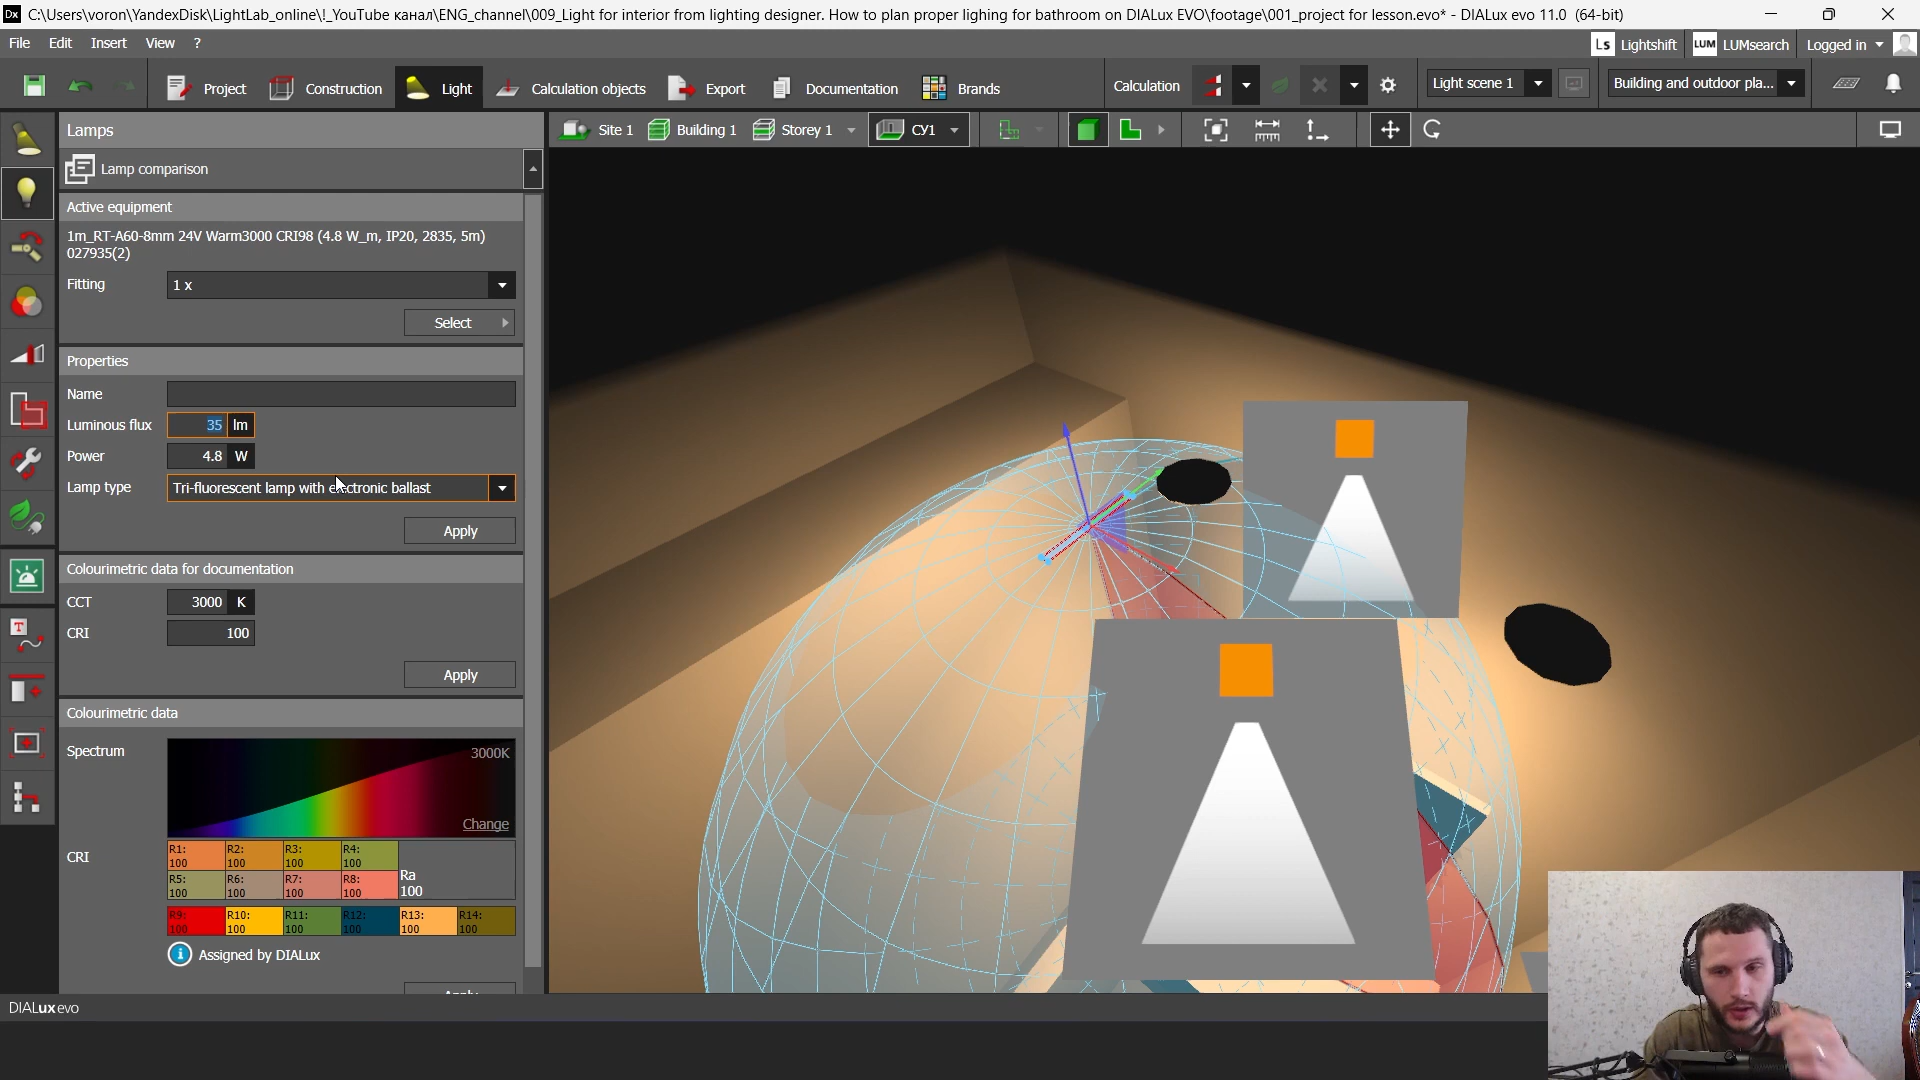 Dx C:\Users\voron\YandexDisk\LightLab_online\!_YouTube канал\ENG_channel\009_Light for interior from lighting designer. How to plan proper lighing for bathroom on DIALux EVO\footage\001_project for lesson.evo* - DIALux evo 11.0 (64-bit)
File Edit Insert View ?
Ls Lightshift LUM LUMsearch Logged in
Project Construction Light Calculation objects Export Documentation Brands Calculation Light scene 1 Building and outdoor pla...
Lamps
Site 1 Building 1 Storey 1 СУ1
Lamp comparison
Active equipment
1m_RT-A60-8mm 24V Warm3000 CRI98 (4.8 W_m, IP20, 2835, 5m)
027935(2)
Fitting 1 x
Select
Properties
Name
Luminous flux 35 lm
Power 4.8 W
Lamp type Tri-fluorescent lamp with electronic ballast
Apply
Colourimetric data for documentation
CCT 3000 K
CRI 100
Apply
Colourimetric data
Spectrum 3000K
Change
CRI
R1: 100 R2: 100 R3: 100 R4: 100
R5: 100 R6: 100 R7: 100 R8: 100 Ra 100
R9: 100 R10: 100 R11: 100 R12: 100 R13: 100 R14: 100
i Assigned by DIALux
DIALux evo